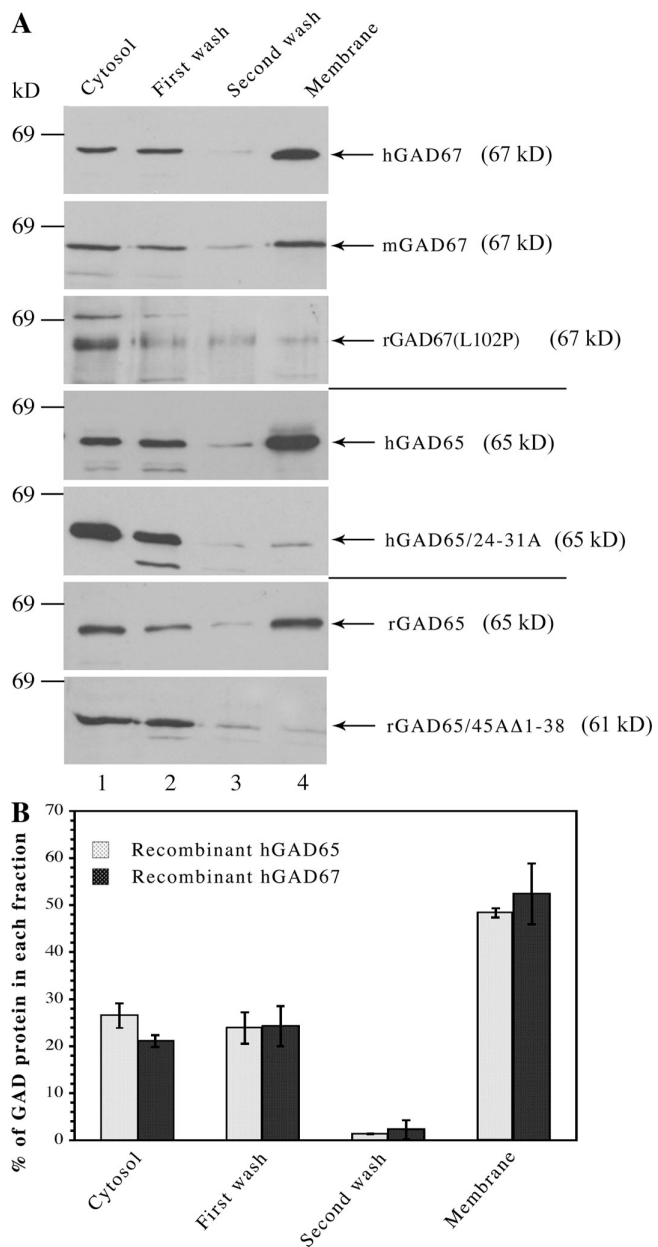 A
Cytosol
First wash
Second wash
Membrane
kD
69
hGAD67 (67 kD)
69
mGAD67 (67 kD)
69
rGAD67(L102P) (67 kD)
69
hGAD65 (65 kD)
69
hGAD65/24-31A (65 kD)
69
rGAD65 (65 kD)
69
rGAD65/45AΔ1-38 (61 kD)
1 2 3 4
B
% of GAD protein in each fraction
70
60
50
40
30
20
10
0
Recombinant hGAD65
Recombinant hGAD67
Cytosol
First wash
Second wash
Membrane